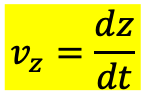 v_z = dz/dt